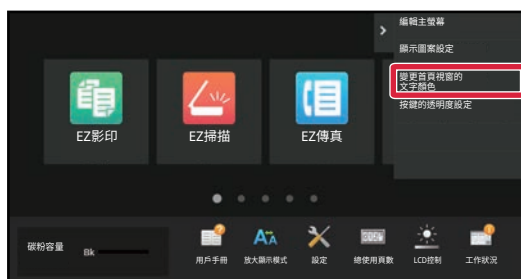 編輯主螢幕
顯示圖案設定
變更首頁視窗的
文字顏色
按鍵的透明度設定
EZ影印
EZ掃描
EZ傳真
碳粉容量
Bk
用戶手冊
放大顯示模式
設定
總使用頁數
LCD控制
工作狀況